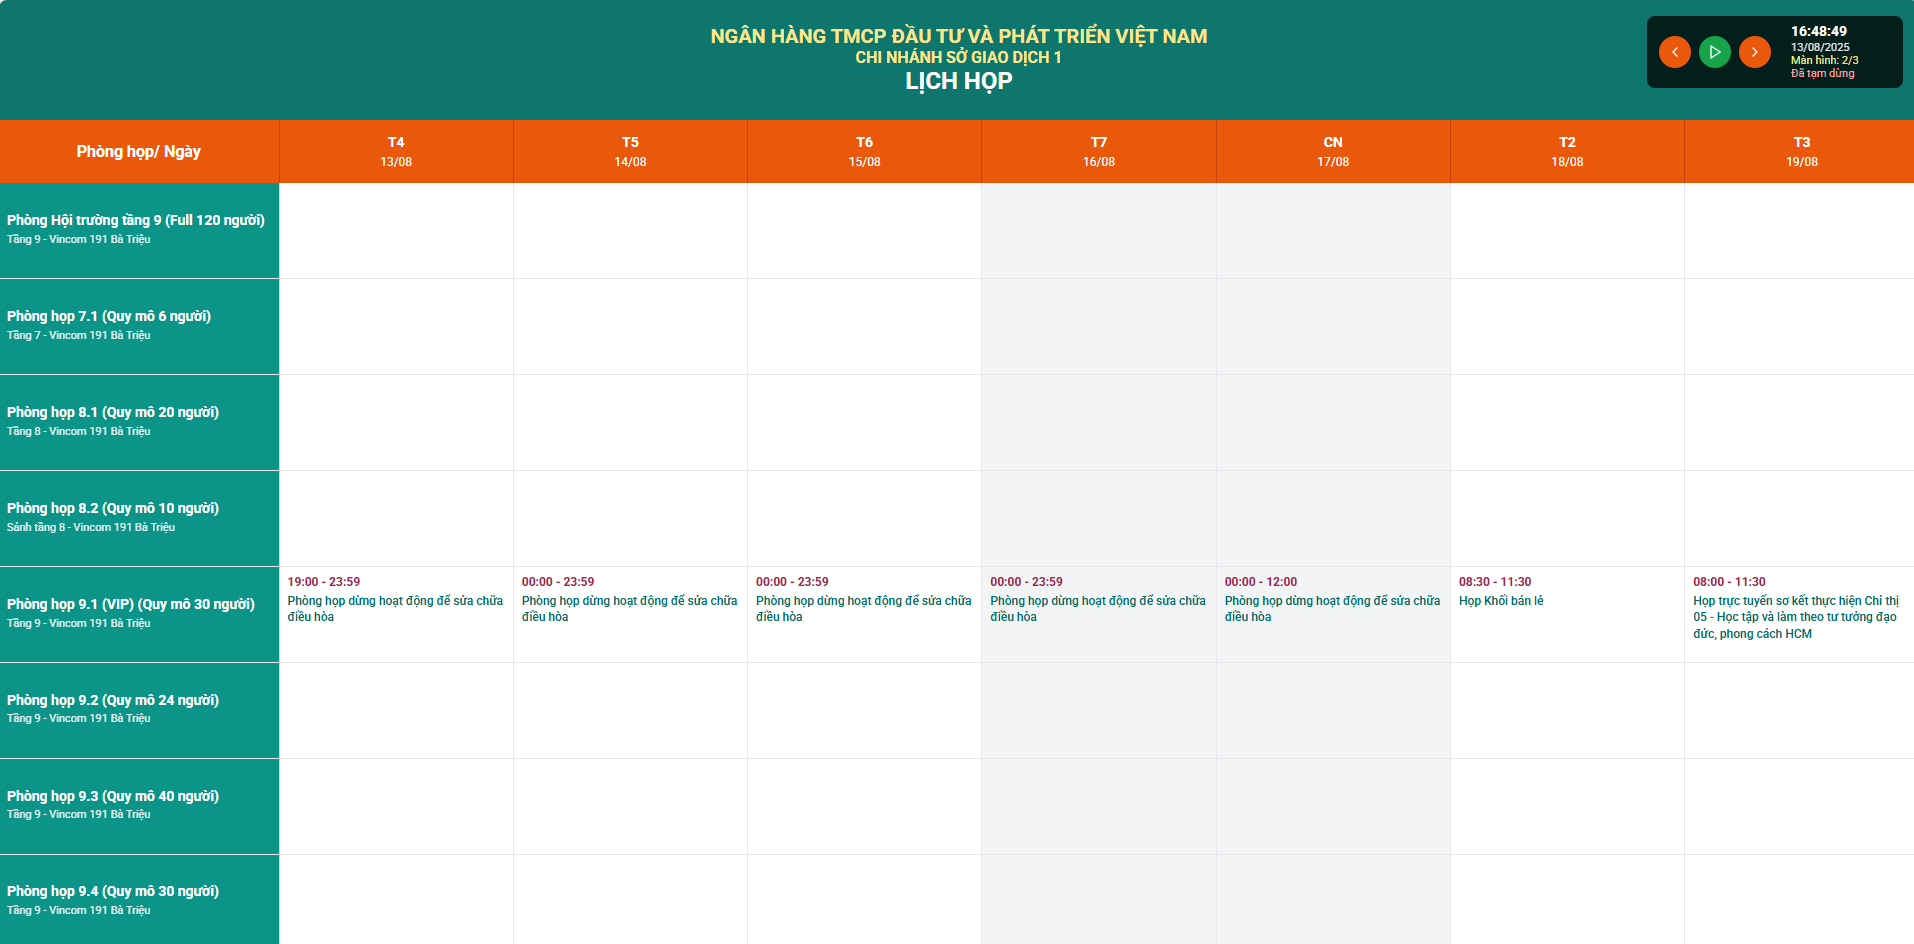 NGÂN HÀNG TMCP ĐẦU TƯ VÀ PHÁT TRIỂN VIỆT NAM
CHI NHÁNH SỞ GIAO DỊCH 1
LỊCH HỌP
16:48:49
13/08/2025
Màn hình: 2/3
Đã tạm dừng
Phòng họp/ Ngày
T4
13/08
T5
14/08
T6
15/08
T7
16/08
CN
17/08
T2
18/08
T3
19/08
Phòng Hội trường tầng 9 (Full 120 người)
Tầng 9 - Vincom 191 Bà Triệu
Phòng họp 7.1 (Quy mô 6 người)
Tầng 7 - Vincom 191 Bà Triệu
Phòng họp 8.1 (Quy mô 20 người)
Tầng 8 - Vincom 191 Bà Triệu
Phòng họp 8.2 (Quy mô 10 người)
Sảnh tầng 8 - Vincom 191 Bà Triệu
Phòng họp 9.1 (VIP) (Quy mô 30 người)
Tầng 9 - Vincom 191 Bà Triệu
19:00 - 23:59
Phòng họp dừng hoạt động để sửa chữa
điều hòa
00:00 - 23:59
Phòng họp dừng hoạt động để sửa chữa
điều hòa
00:00 - 23:59
Phòng họp dừng hoạt động để sửa chữa
điều hòa
00:00 - 23:59
Phòng họp dừng hoạt động để sửa chữa
điều hòa
00:00 - 12:00
Phòng họp dừng hoạt động để sửa chữa
điều hòa
08:30 - 11:30
Họp Khối bán lẻ
08:00 - 11:30
Họp trực tuyến sơ kết thực hiện Chỉ thị
05 - Học tập và làm theo tư tưởng đạo
đức, phong cách HCM
Phòng họp 9.2 (Quy mô 24 người)
Tầng 9 - Vincom 191 Bà Triệu
Phòng họp 9.3 (Quy mô 40 người)
Tầng 9 - Vincom 191 Bà Triệu
Phòng họp 9.4 (Quy mô 30 người)
Tầng 9 - Vincom 191 Bà Triệu